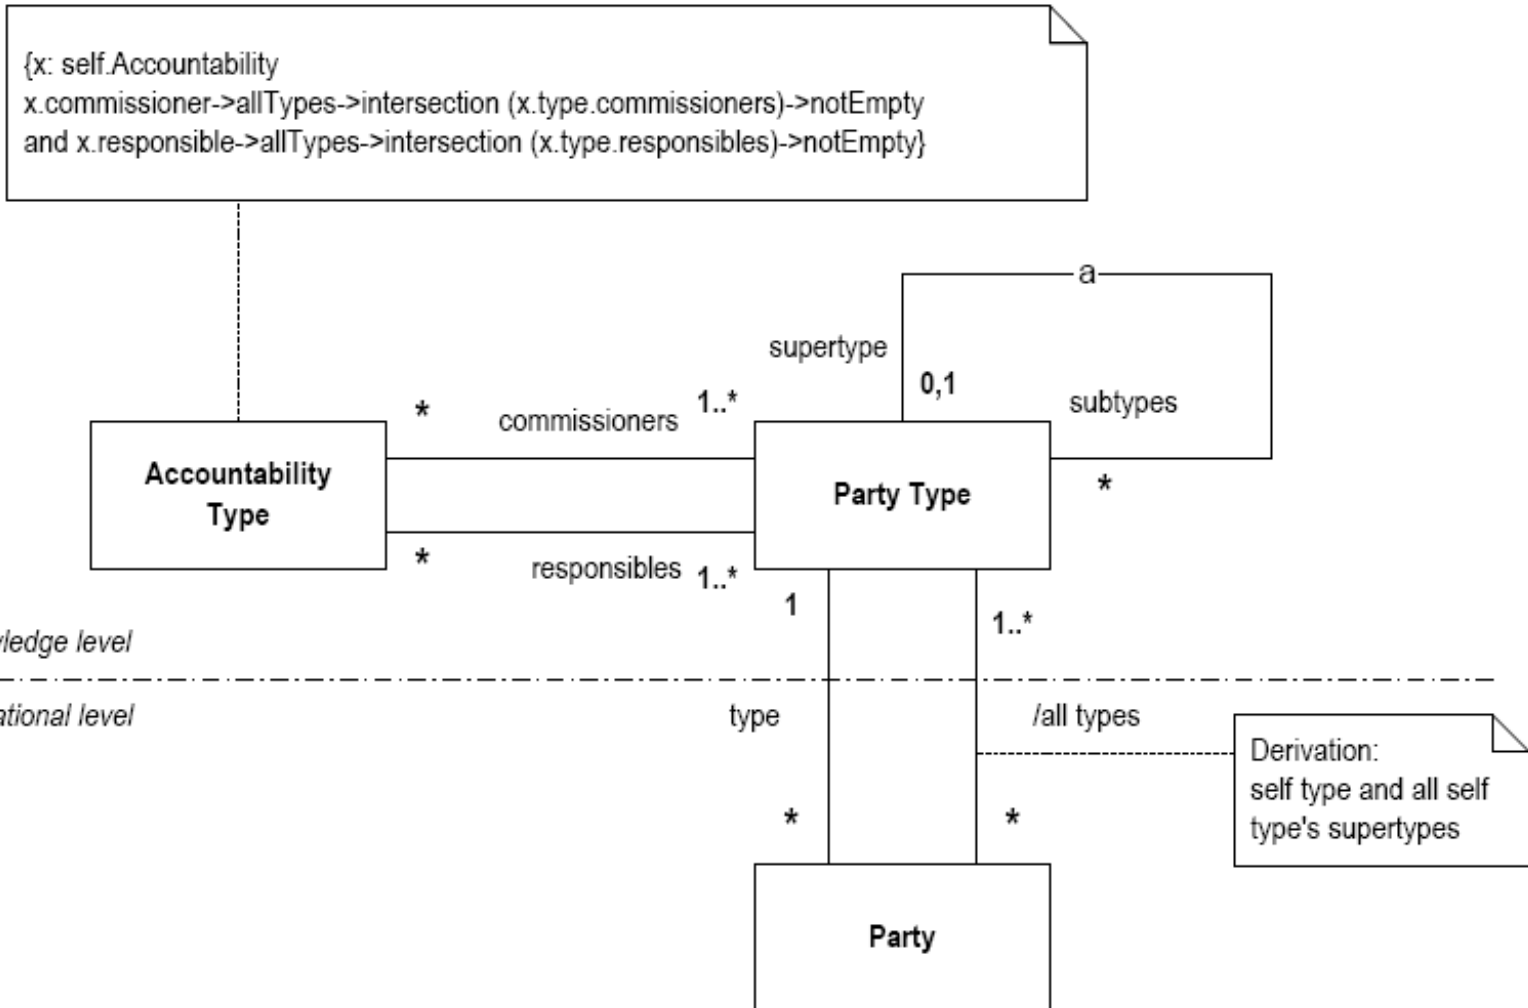 {x: self.Accountability
x.commissioner->allTypes->intersection (x.type.commissioners)->notEmpty
and x.responsible->allTypes->intersection (x.type.responsibles)->notEmpty}
a
supertype
0,1
subtypes
*
commissioners
1..*
Accountability
Type
Party Type
*
*
responsibles
1..*
1
1..*
level
level
type
/all types
Derivation:
self type and all self
type's supertypes
*
*
Party